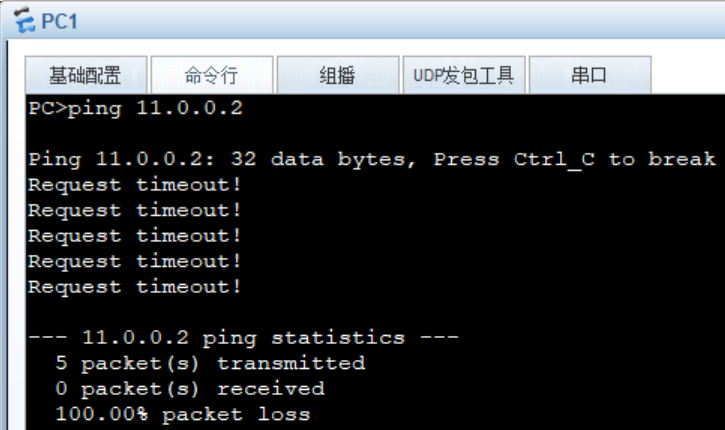 PC1
基础配置 命令行 组播 UDP发包工具 串口
PC>ping 11.0.0.2
Ping 11.0.0.2: 32 data bytes, Press Ctrl_C to break
Request timeout!
Request timeout!
Request timeout!
Request timeout!
Request timeout!
--- 11.0.0.2 ping statistics ---
5 packet(s) transmitted
0 packet(s) received
100.00% packet loss